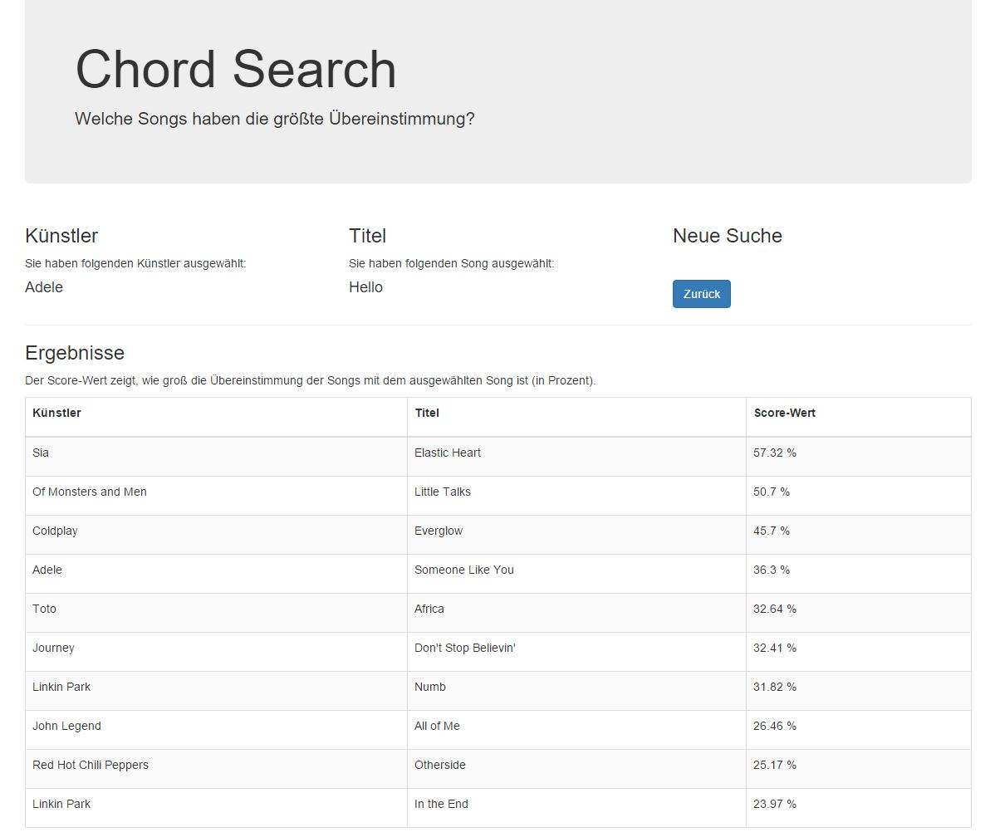 Chord Search
Welche Songs haben die größte Übereinstimmung?
Künstler
Sie haben folgenden Künstler ausgewählt:
Adele
Titel
Sie haben folgenden Song ausgewählt:
Hello
Neue Suche
Zurück
Ergebnisse
Der Score-Wert zeigt, wie groß die Übereinstimmung der Songs mit dem ausgewählten Song ist (in Prozent).
Künstler Titel Score-Wert
Sia Elastic Heart 57.32 %
Of Monsters and Men Little Talks 50.7 %
Coldplay Everglow 45.7 %
Adele Someone Like You 36.3 %
Toto Africa 32.64 %
Journey Don't Stop Believin' 32.41 %
Linkin Park Numb 31.82 %
John Legend All of Me 26.46 %
Red Hot Chili Peppers Otherside 25.17 %
Linkin Park In the End 23.97 %